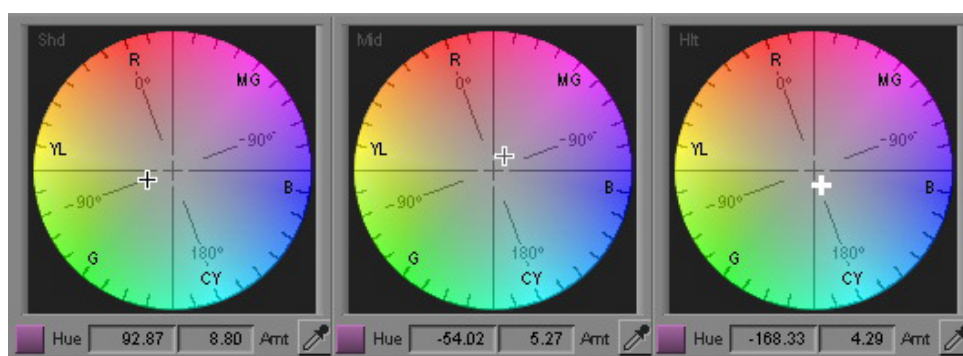 Shd
R
0°
MG
-90°
YL
B
90°
G
180°
CY
Hue 92.87 8.80 Amt
Mid
R
0°
MG
-90°
YL
B
-90°
G
180°
CY
Hue -54.02 5.27 Amt
Hlt
R
0°
MG
-90°
YL
B
-90°
G
180°
CY
Hue -168.33 4.29 Amt